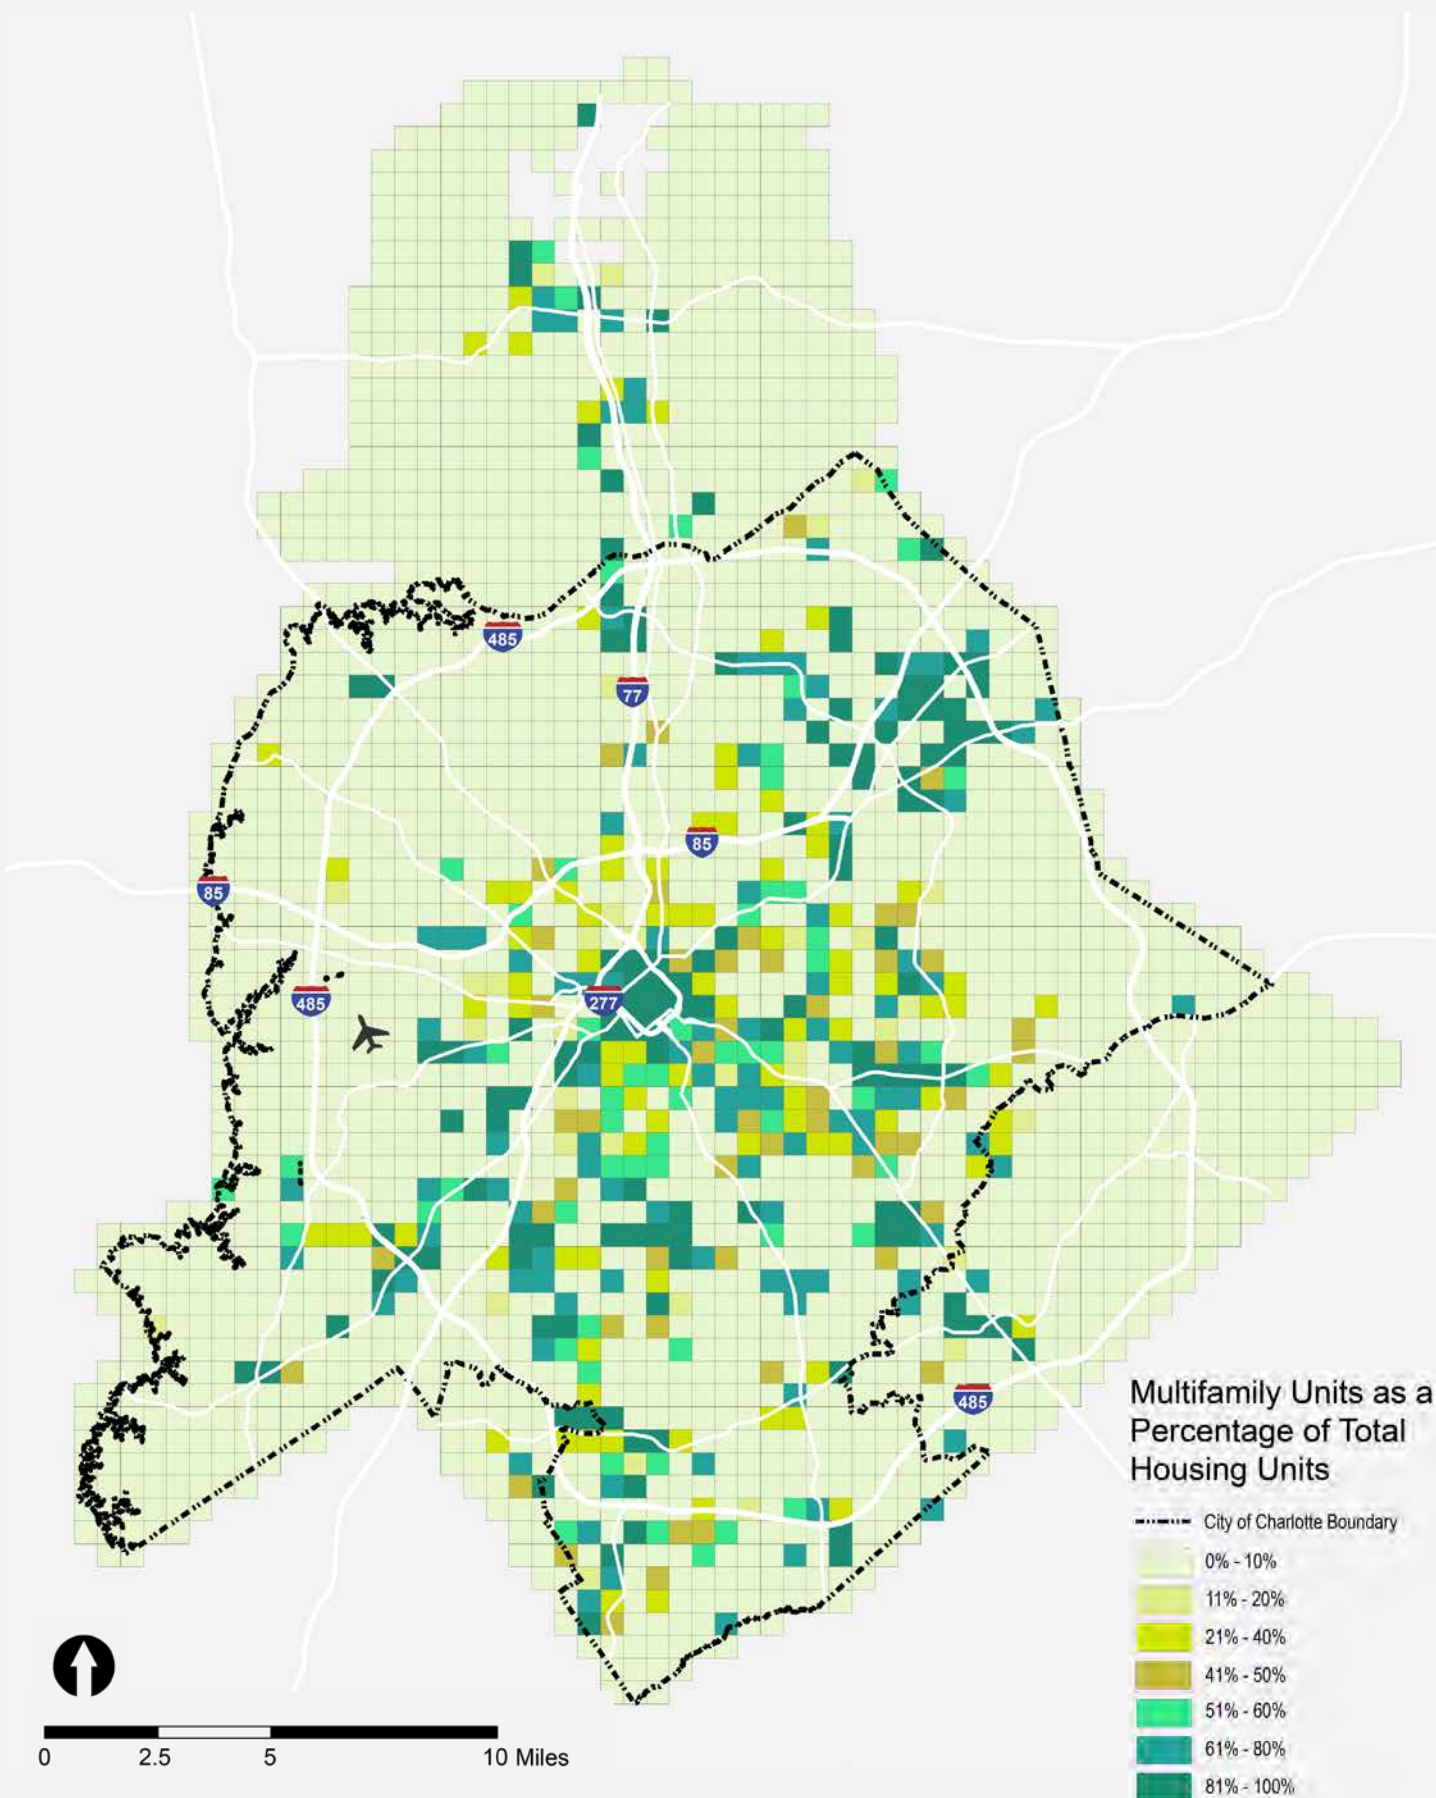 485
77
85
85
277
485
485
Multifamily Units as a
Percentage of Total
Housing Units
City of Charlotte Boundary
0% - 10%
11% - 20%
21% - 40%
41% - 50%
51% - 60%
61% - 80%
81% - 100%
0 2.5 5 10 Miles